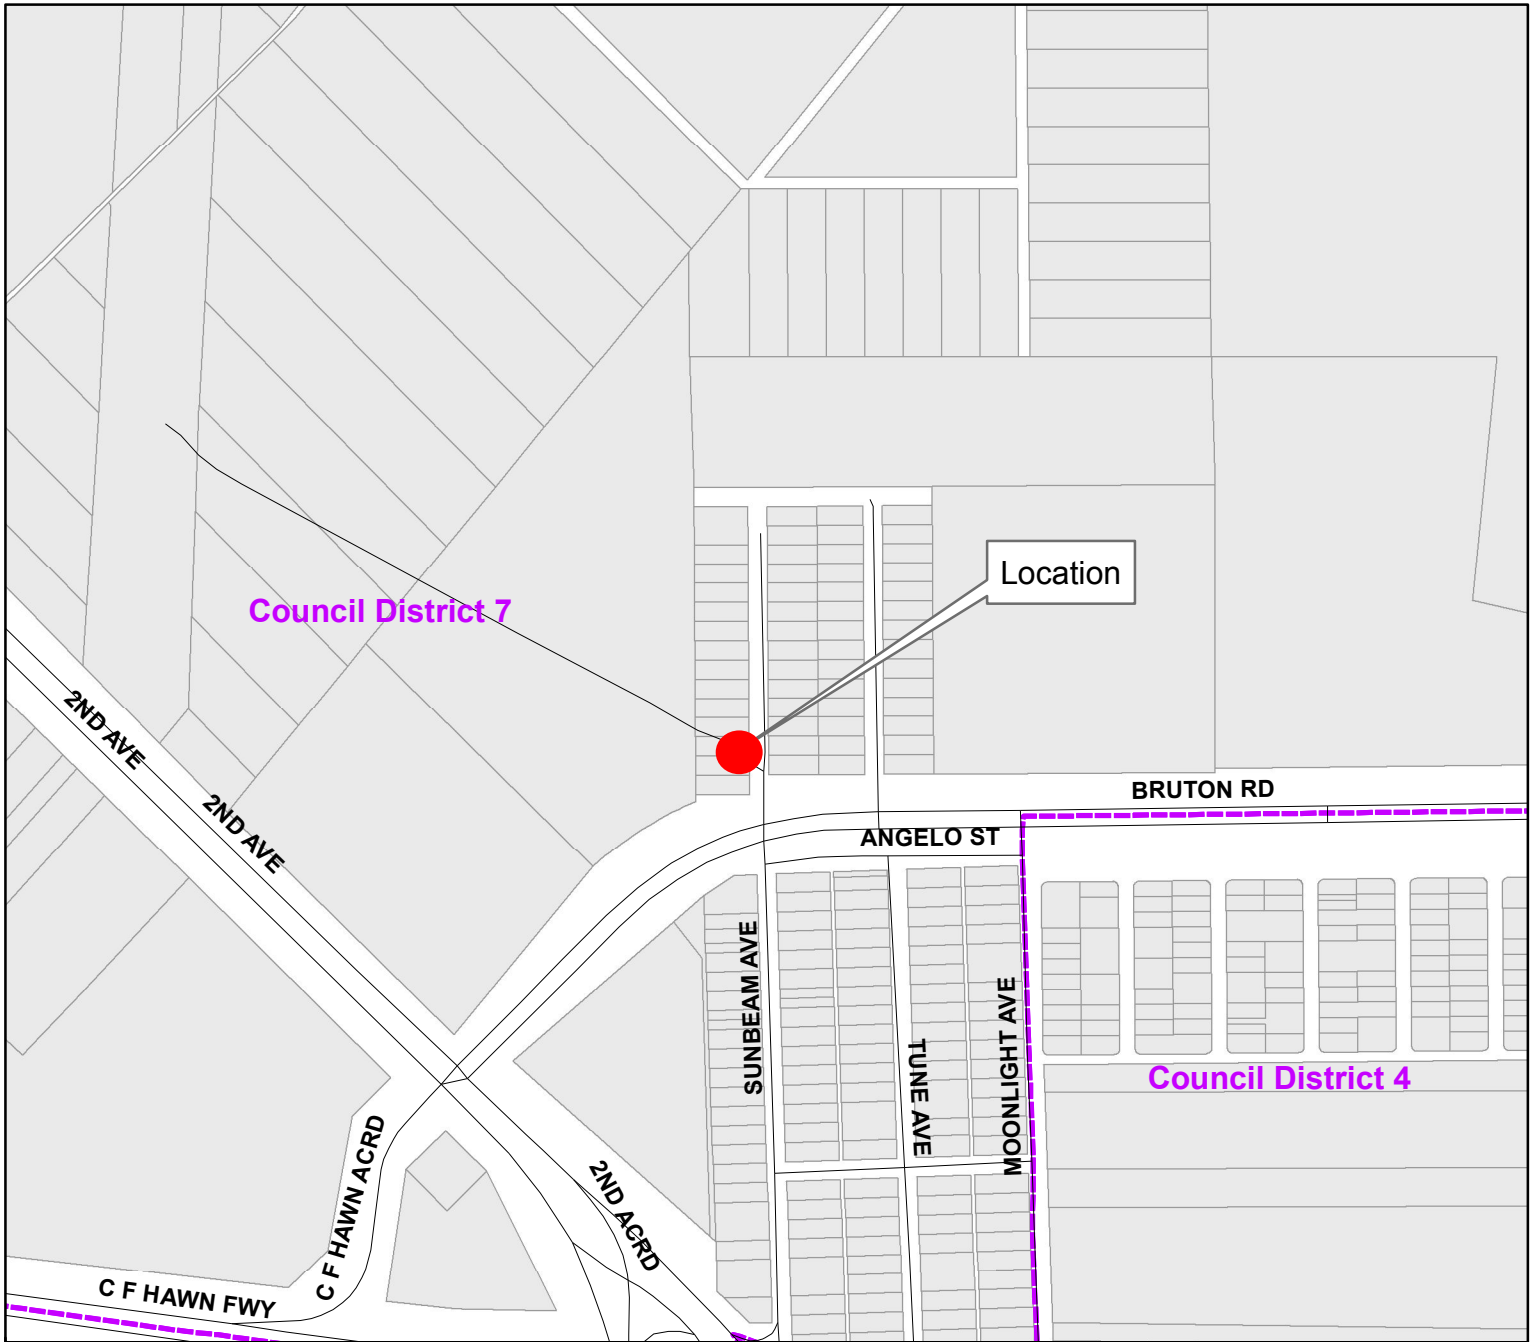 Location
Council District 7
2ND AVE
2ND AVE
BRUTON RD
ANGELO ST
SUNBEAM AVE
TUNE AVE
MOONLIGHT AVE
Council District 4
C F HAWN ACRD
2ND ACRD
C F HAWN FWY